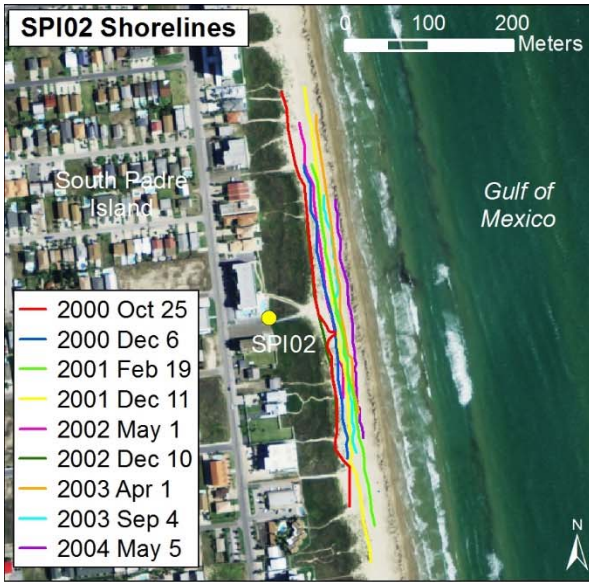 SPI02 Shorelines
0 100 200
Meters
South Padre
Island
Gulf of
Mexico
SPI02
2000 Oct 25
2000 Dec 6
2001 Feb 19
2001 Dec 11
2002 May 1
2002 Dec 10
2003 Apr 1
2003 Sep 4
2004 May 5
N